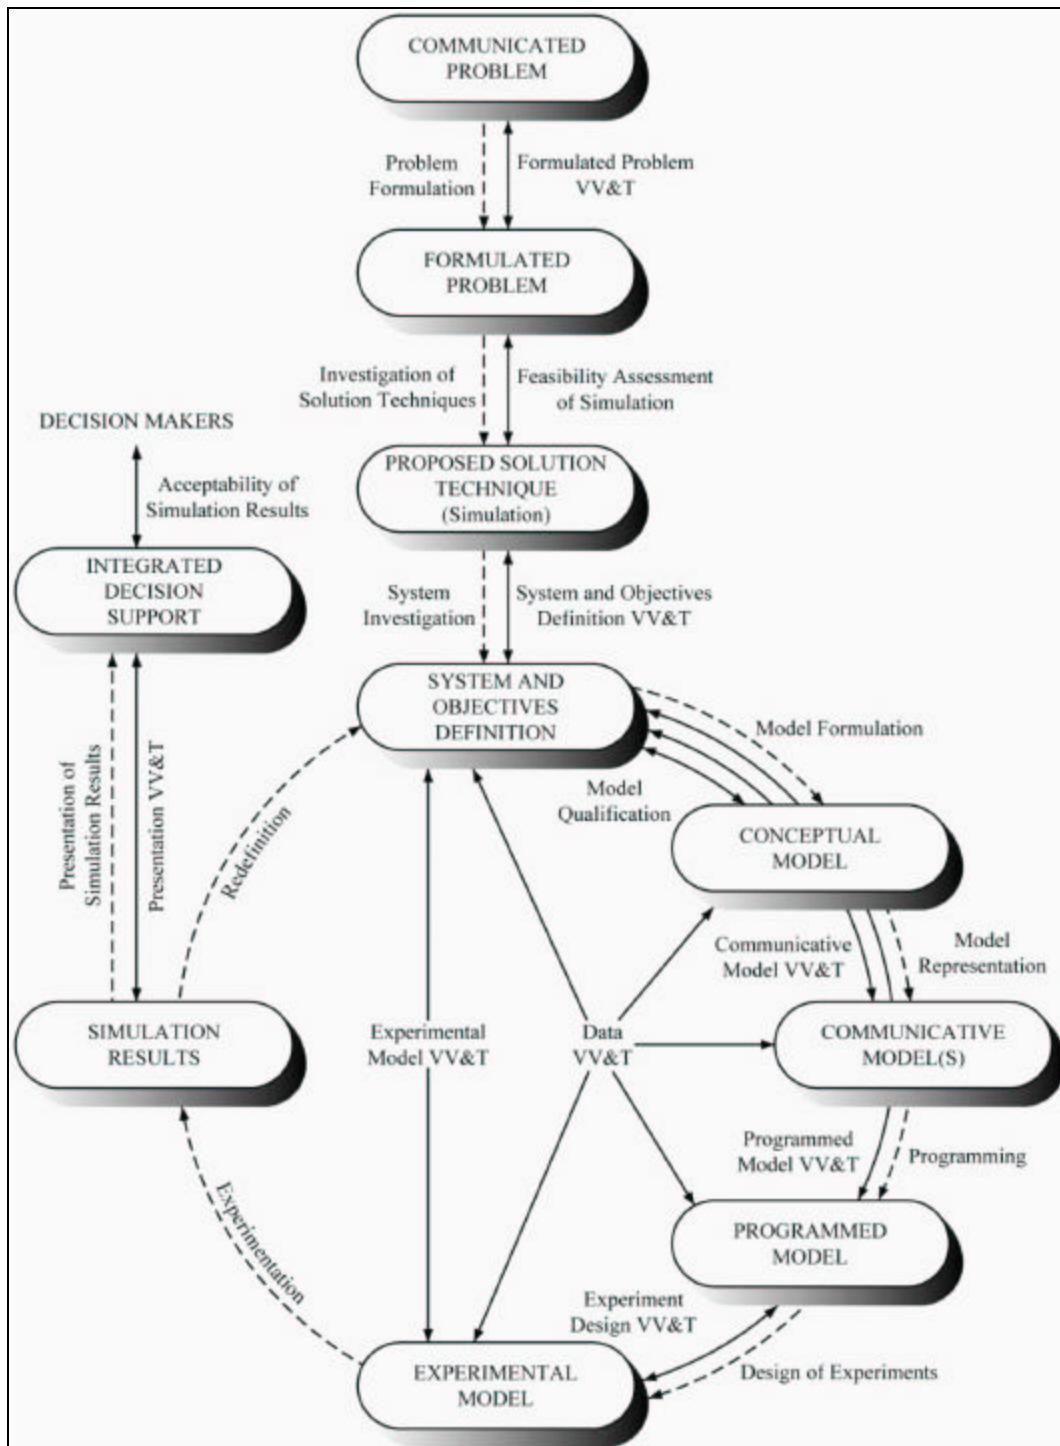 COMMUNICATED
PROBLEM
Problem
Formulation
Formulated Problem
VV&T
FORMULATED
PROBLEM
Investigation of
Solution Techniques
Feasibility Assessment
of Simulation
DECISION MAKERS
Acceptability of
Simulation Results
PROPOSED SOLUTION
TECHNIQUE
(Simulation)
INTEGRATED
DECISION
SUPPORT
System
Investigation
System and Objectives
Definition VV&T
SYSTEM AND
OBJECTIVES
DEFINITION
Model Formulation
Model
Qualification
Presentation of
Simulation Results
Presentation VV&T
Redefinition
CONCEPTUAL
MODEL
Communicative
Model VV&T
Model
Representation
SIMULATION
RESULTS
Experimental
Model VV&T
Data
VV&T
COMMUNICATIVE
MODEL(S)
Programmed
Model VV&T
Programming
Experimentation
PROGRAMMED
MODEL
Experiment
Design VV&T
Design of Experiments
EXPERIMENTAL
MODEL